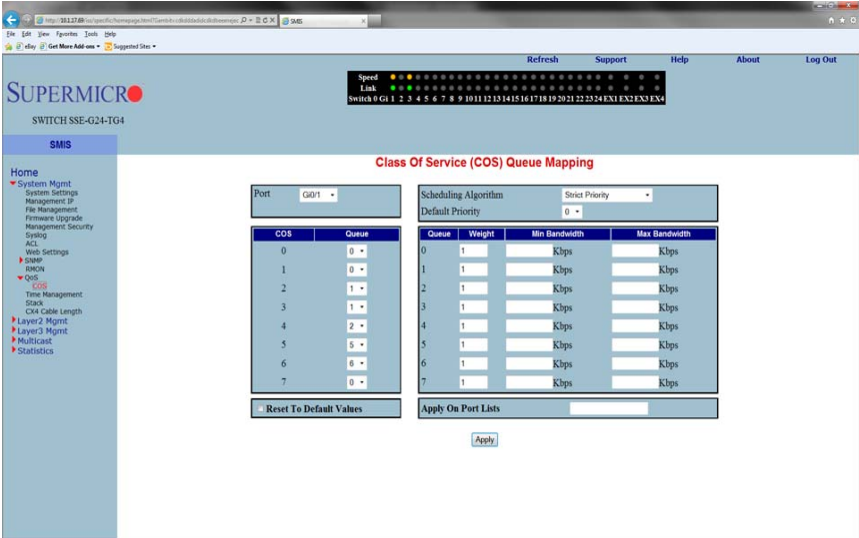 File Edit View Favorites Tools Help
eBay Get More Add-ons Suggested Sites
SMIS
Refresh Support Help About Log Out
SUPERMICRO
SWITCH SSE-G24-TG4
Speed
Link
Switch 0 Gi 1 2 3 4 5 6 7 8 9 10 11 12 13 14 15 16 17 18 19 20 21 22 23 24 EX1 EX2 EX3 EX4
SMIS
Home
System Mgmt
System Settings
Management IP
File Management
Firmware Upgrade
Management Security
Syslog
ACL
Web Settings
SNMP
RMON
QoS
COS
Time Management
Stack
CX4 Cable Length
Layer2 Mgmt
Layer3 Mgmt
Multicast
Statistics
Class Of Service (COS) Queue Mapping
Port Gi0/1
Scheduling Algorithm Strict Priority
Default Priority 0
COS Queue
0 0
1 0
2 1
3 1
4 2
5 5
6 6
7 0
Queue Weight Min Bandwidth Max Bandwidth
0 1 Kbps Kbps
1 1 Kbps Kbps
2 1 Kbps Kbps
3 1 Kbps Kbps
4 1 Kbps Kbps
5 1 Kbps Kbps
6 1 Kbps Kbps
7 1 Kbps Kbps
Reset To Default Values
Apply On Port Lists
Apply